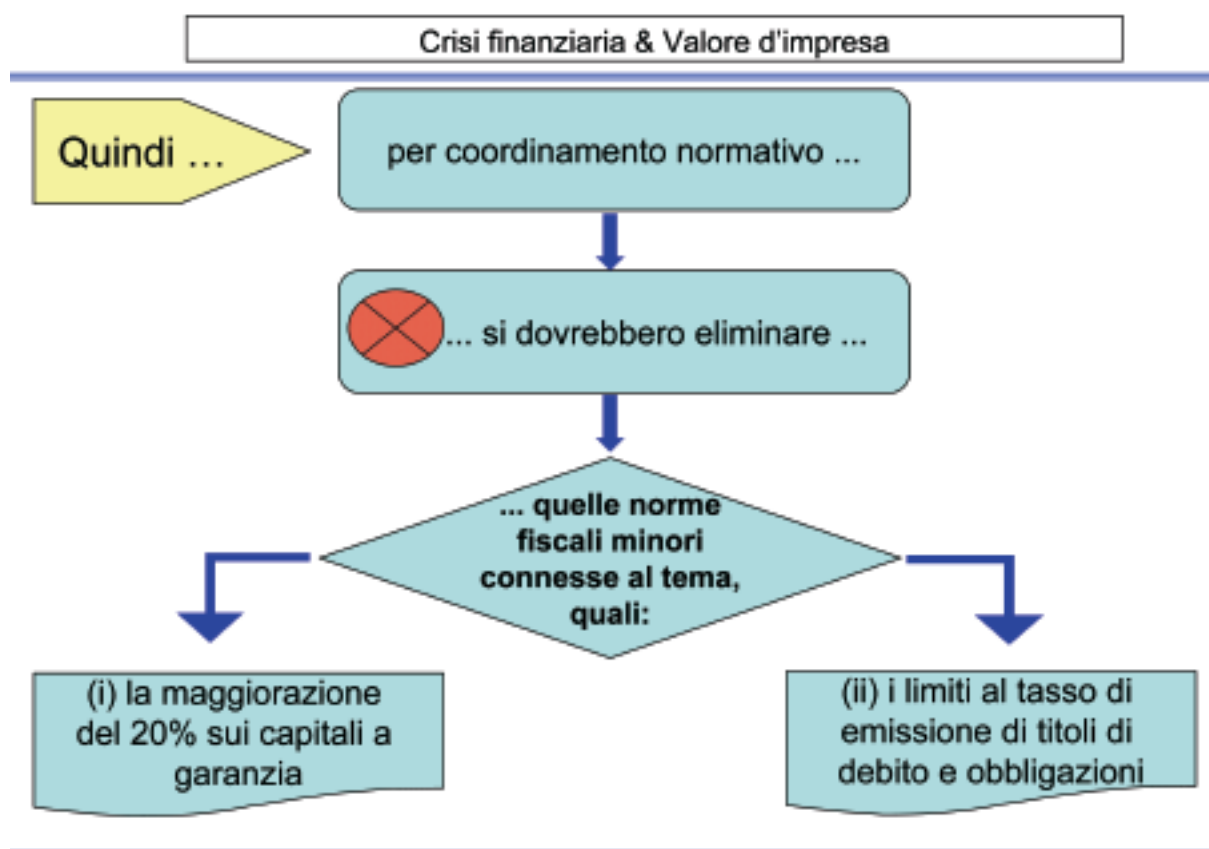 Crisi finanziaria & Valore d'impresa
Quindi ...
per coordinamento normativo ...
... si dovrebbero eliminare ...
... quelle norme
fiscali minori
connesse al tema,
quali:
(i) la maggiorazione
del 20% sui capitali a
garanzia
(ii) i limiti al tasso di
emissione di titoli di
debito e obbligazioni